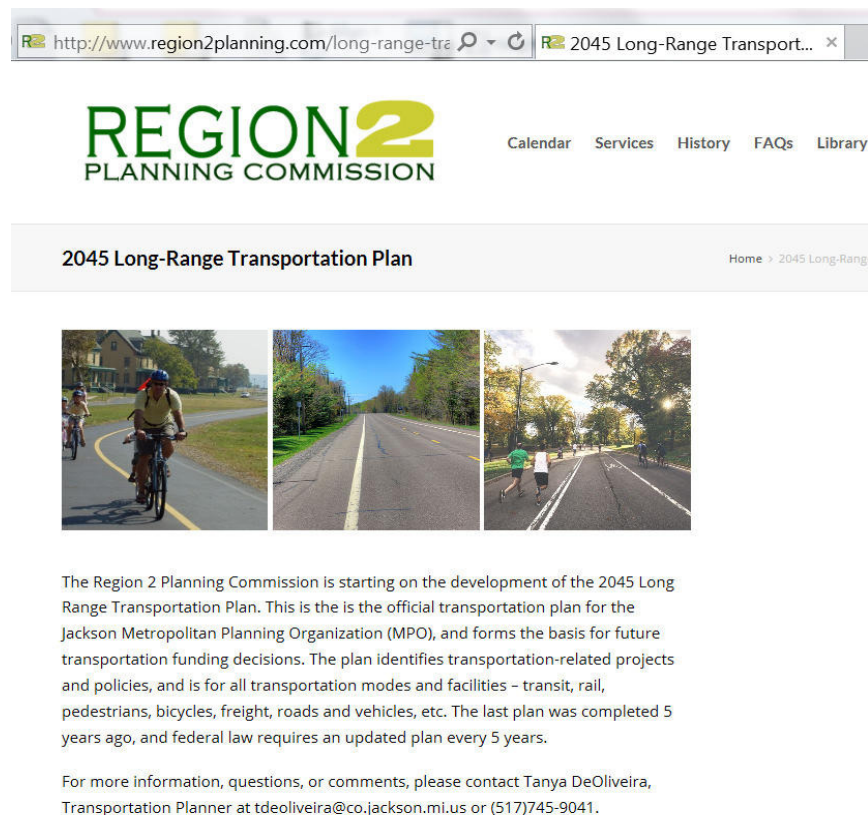 R2 http://www.region2planning.com/long-range-tra
R2 2045 Long-Range Transport... ×
REGION2
PLANNING COMMISSION
Calendar Services History FAQs Library
2045 Long-Range Transportation Plan
Home > 2045 Long-Rang
The Region 2 Planning Commission is starting on the development of the 2045 Long
Range Transportation Plan. This is the is the official transportation plan for the
Jackson Metropolitan Planning Organization (MPO), and forms the basis for future
transportation funding decisions. The plan identifies transportation-related projects
and policies, and is for all transportation modes and facilities – transit, rail,
pedestrians, bicycles, freight, roads and vehicles, etc. The last plan was completed 5
years ago, and federal law requires an updated plan every 5 years.
For more information, questions, or comments, please contact Tanya DeOliveira,
Transportation Planner at tdeoliveira@co.jackson.mi.us or (517)745-9041.